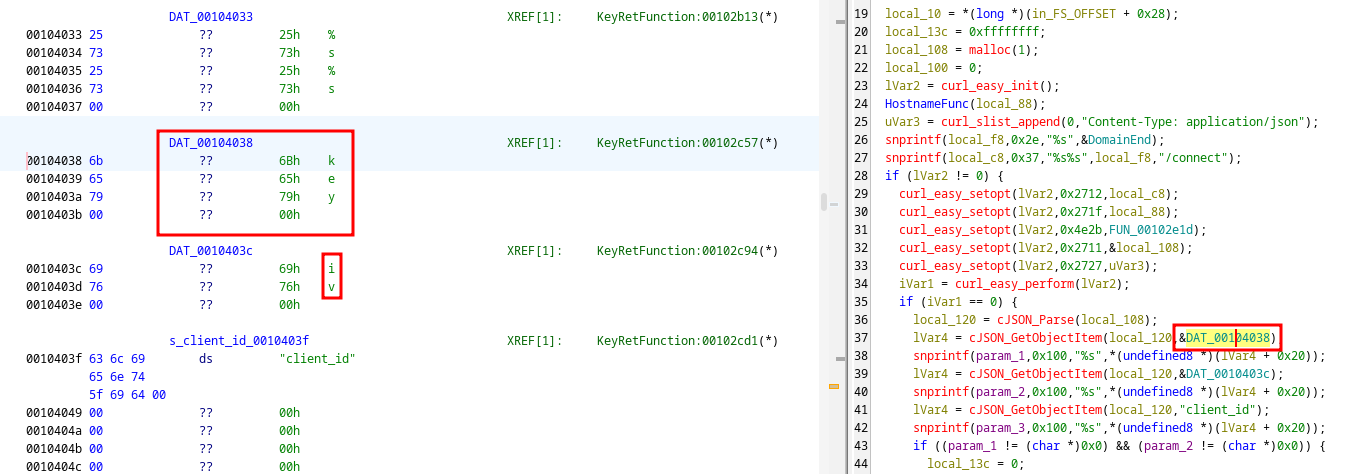 DAT_00104033 XREF[1]: KeyRetFunction:00102b13(*)
00104033 25 ?? 25h %
00104034 73 ?? 73h s
00104035 25 ?? 25h %
00104036 73 ?? 73h s
00104037 00 ?? 00h
DAT_00104038 XREF[1]: KeyRetFunction:00102c57(*)
00104038 6b ?? 6Bh k
00104039 65 ?? 65h e
0010403a 79 ?? 79h y
0010403b 00 ?? 00h
DAT_0010403c XREF[1]: KeyRetFunction:00102c94(*)
0010403c 69 ?? 69h i
0010403d 76 ?? 76h v
0010403e 00 ?? 00h
s_client_id_0010403f XREF[1]: KeyRetFunction:00102cd1(*)
0010403f 63 6c 69 ds "client_id"
65 6e 74
5f 69 64 00
00104049 00 ?? 00h
0010404a 00 ?? 00h
0010404b 00 ?? 00h
0010404c 00 ?? 00h
19 local_10 = *(long *)(in_FS_OFFSET + 0x28);
20 local_13c = 0xffffffff;
21 local_108 = malloc(1);
22 local_100 = 0;
23 lVar2 = curl_easy_init();
24 HostnameFunc(local_88);
25 uVar3 = curl_slist_append(0,"Content-Type: application/json");
26 snprintf(local_f8,0x2e,"%s",&DomainEnd);
27 snprintf(local_c8,0x37,"%s%s",local_f8,"/connect");
28 if (lVar2 != 0) {
29 curl_easy_setopt(lVar2,0x2712,local_c8);
30 curl_easy_setopt(lVar2,0x271f,local_88);
31 curl_easy_setopt(lVar2,0x4e2b,FUN_00102e1d);
32 curl_easy_setopt(lVar2,0x2711,&local_108);
33 curl_easy_setopt(lVar2,0x2727,uVar3);
34 iVar1 = curl_easy_perform(lVar2);
35 if (iVar1 == 0) {
36 local_120 = cJSON_Parse(local_108);
37 lVar4 = cJSON_GetObjectItem(local_120,&DAT_00104038)
38 snprintf(param_1,0x100,"%s",*(undefined8 *)(lVar4 + 0x20));
39 lVar4 = cJSON_GetObjectItem(local_120,&DAT_0010403c);
40 snprintf(param_2,0x100,"%s",*(undefined8 *)(lVar4 + 0x20));
41 lVar4 = cJSON_GetObjectItem(local_120,"client_id");
42 snprintf(param_3,0x100,"%s",*(undefined8 *)(lVar4 + 0x20));
43 if ((param_1 != (char *)0x0) && (param_2 != (char *)0x0)) {
44 local_13c = 0;